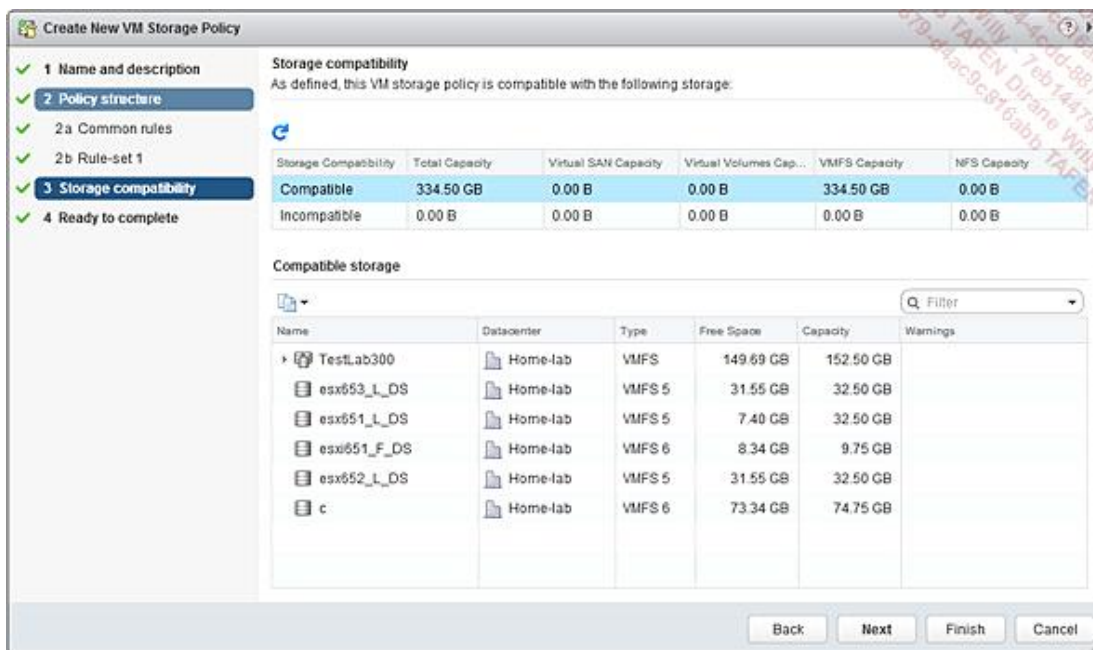 Create New VM Storage Policy
1 Name and description
2 Policy structure
2a Common rules
2b Rule-set 1
3 Storage compatibility
4 Ready to complete
Storage compatibility
As defined, this VM storage policy is compatible with the following storage:
Storage Compatibility Total Capacity Virtual SAN Capacity Virtual Volumes Cap... VMFS Capacity NFS Capacity
Compatible 334.50 GB 0.00 B 0.00 B 334.50 GB 0.00 B
Incompatible 0.00 B 0.00 B 0.00 B 0.00 B 0.00 B
Compatible storage
Filter
Name Datacenter Type Free Space Capacity Warnings
TestLab300 Home-lab VMFS 149.69 GB 152.50 GB
esx653_L_DS Home-lab VMFS 5 31.55 GB 32.50 GB
esx651_L_DS Home-lab VMFS 5 7.40 GB 32.50 GB
esxi651_F_DS Home-lab VMFS 6 8.34 GB 9.75 GB
esx652_L_DS Home-lab VMFS 5 31.55 GB 32.50 GB
c Home-lab VMFS 6 73.34 GB 74.75 GB
Back Next Finish Cancel